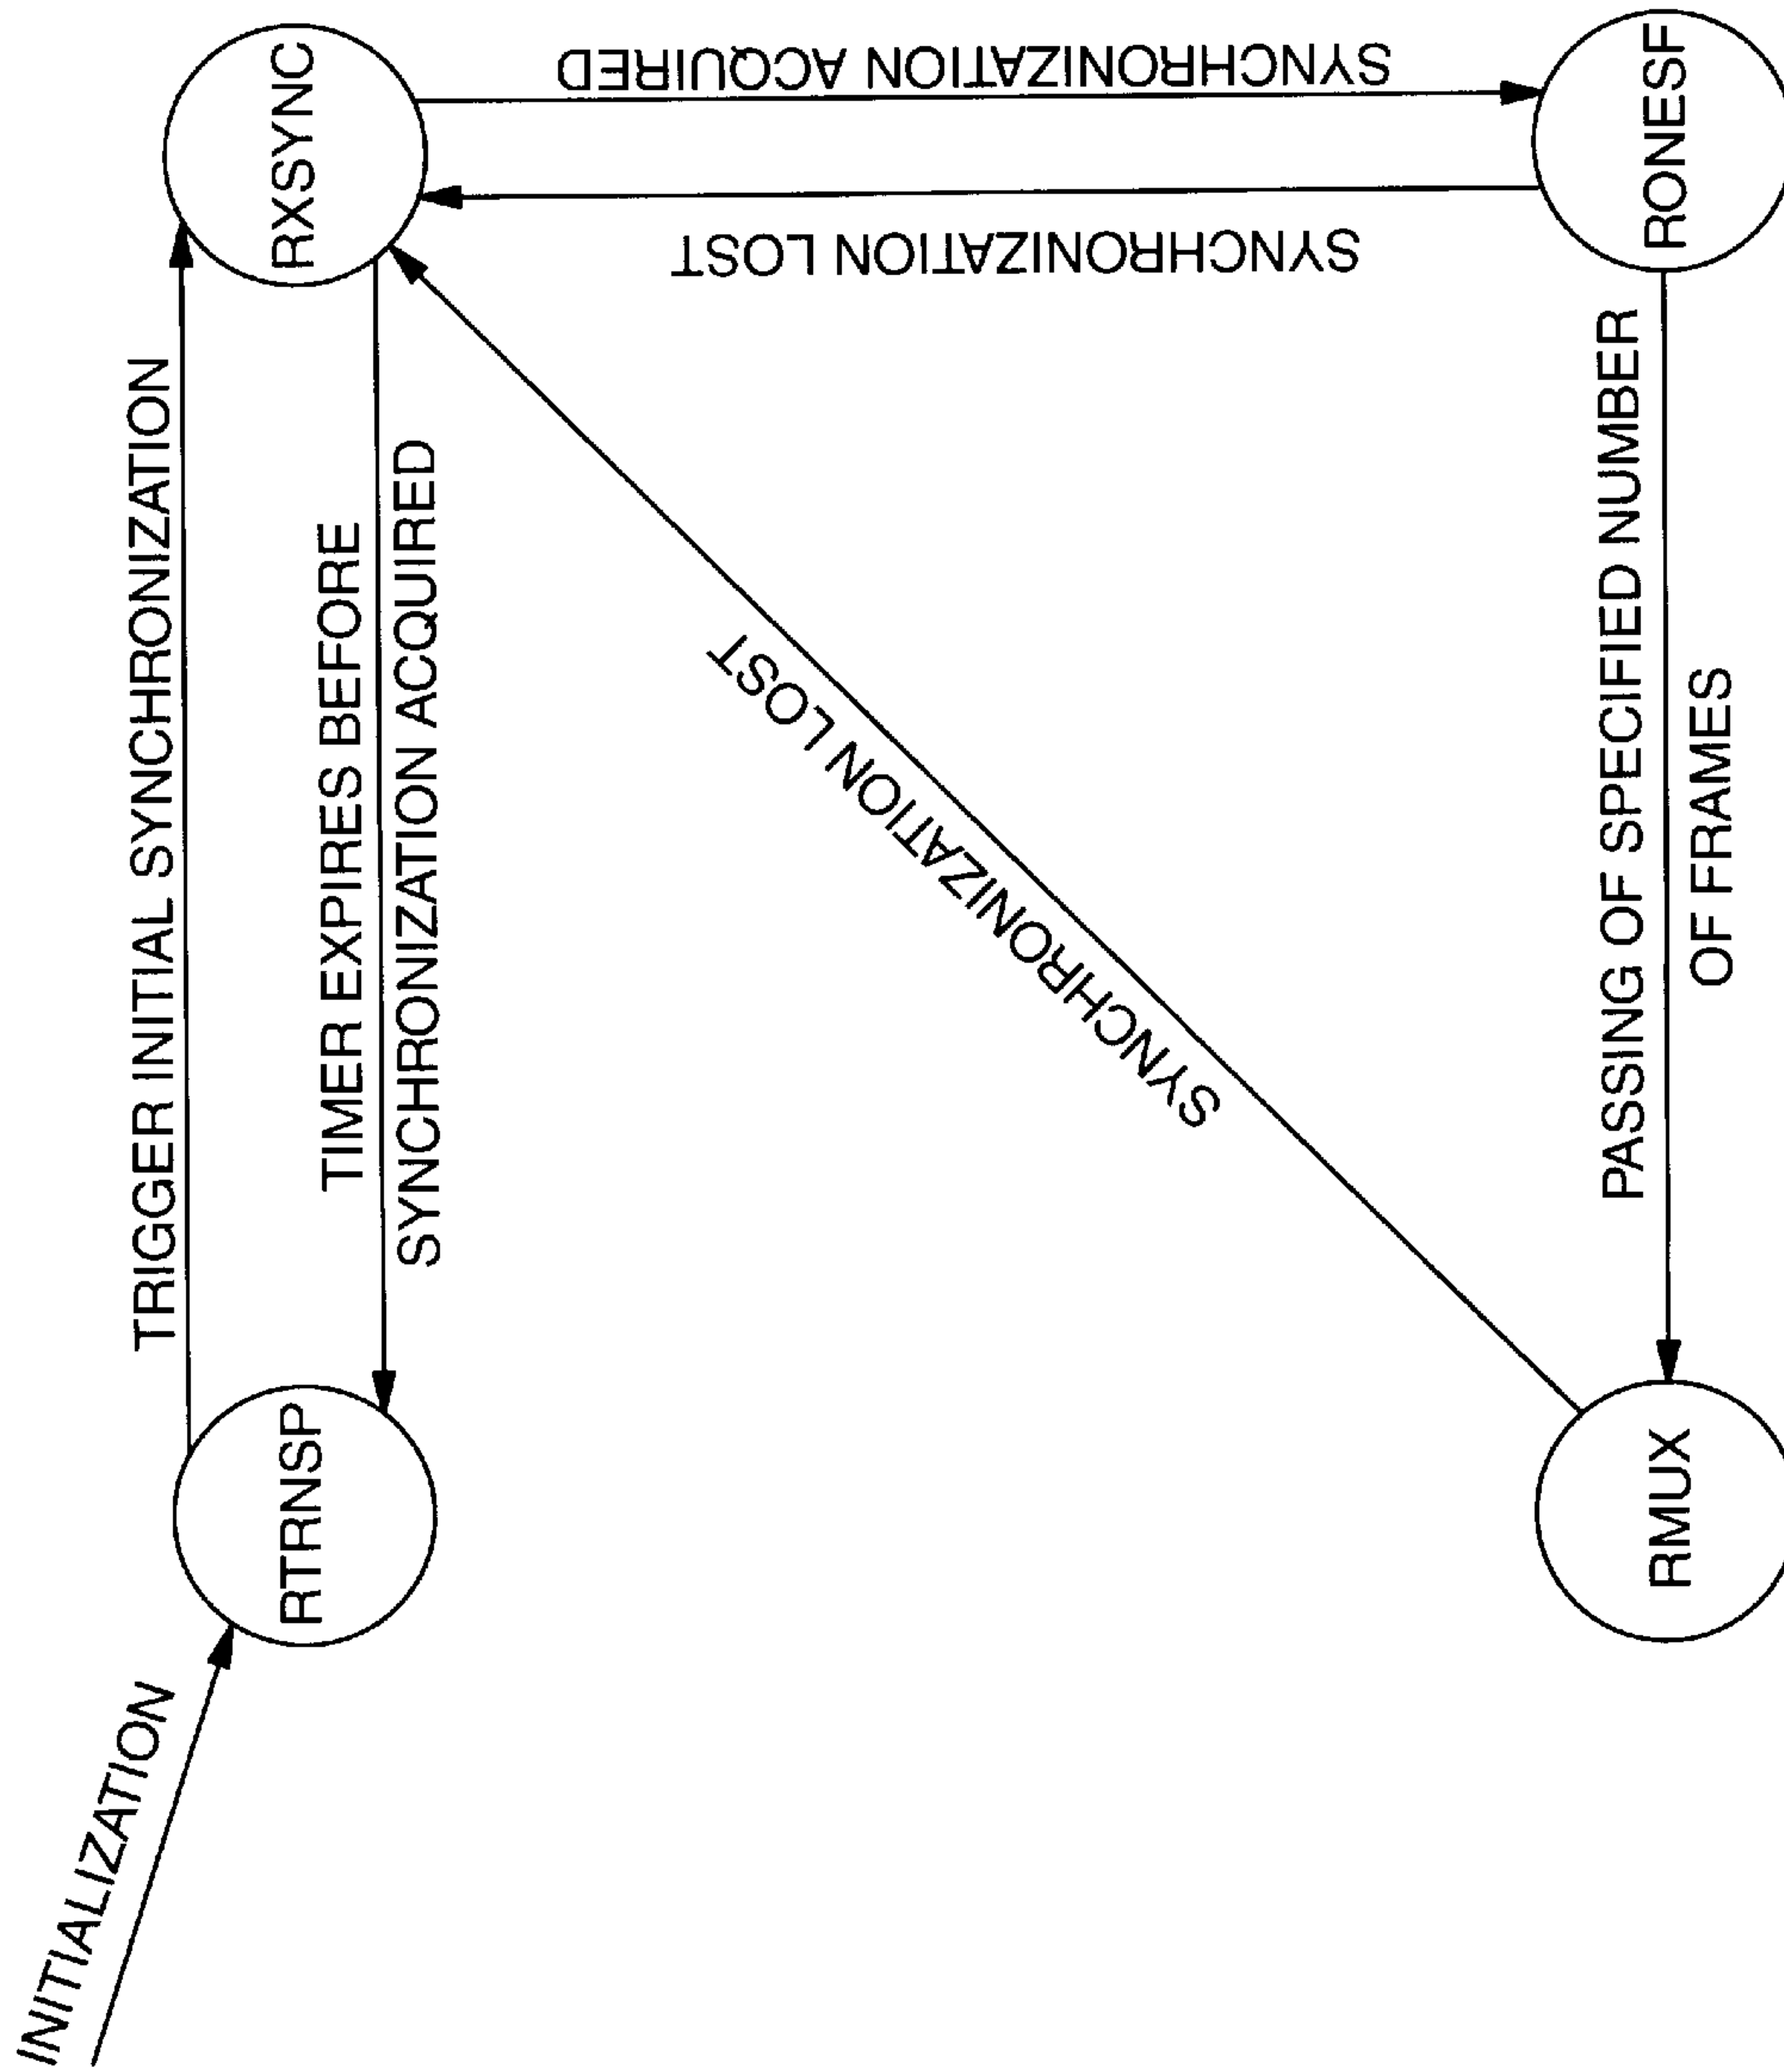 INITIALIZATION
RTRNSP
TRIGGER INITIAL SYNCHRONIZATION
TIMER EXPIRES BEFORE
SYNCHRONIZATION ACQUIRED
RXSYNC
SYNCHRONIZATION LOST
SYNCHRONIZATION LOST
SYNCHRONIZATION ACQUIRED
RMUX
PASSING OF SPECIFIED NUMBER
OF FRAMES
RONESF